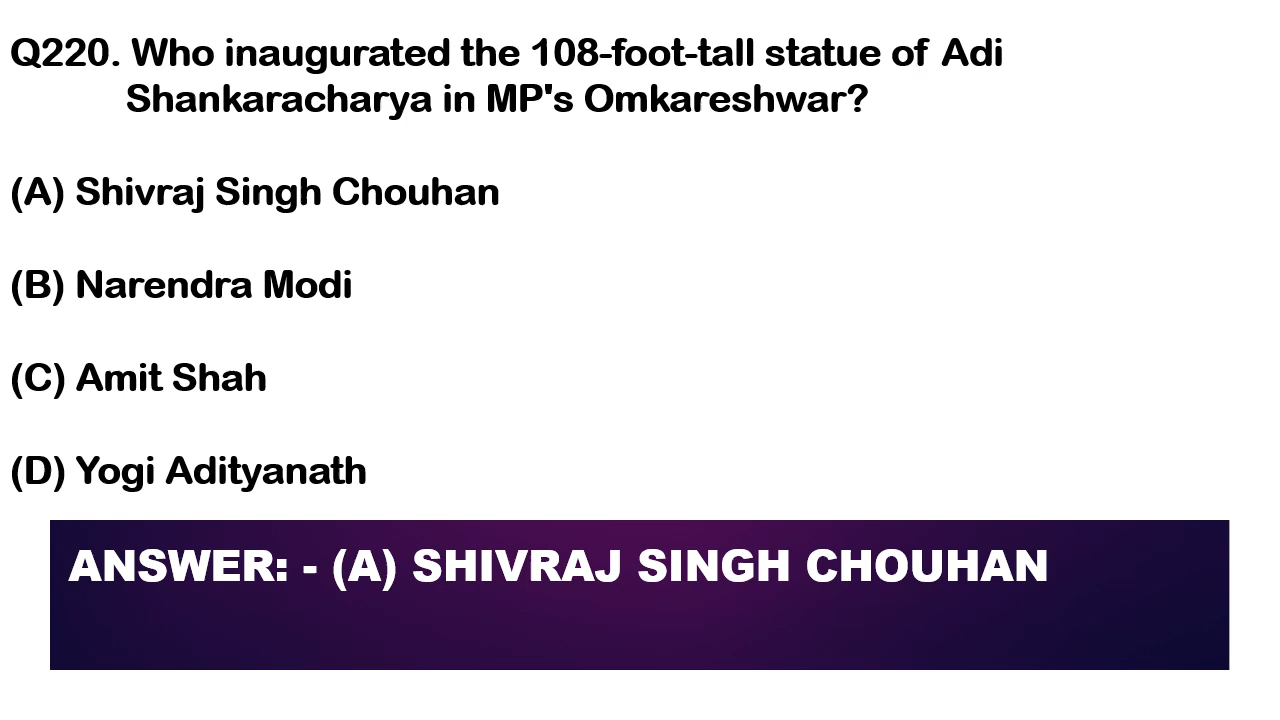 Q220. Who inaugurated the 108-foot-tall statue of Adi
Shankaracharya in MP's Omkareshwar?
(A) Shivraj Singh Chouhan
(B) Narendra Modi
(C) Amit Shah
(D) Yogi Adityanath
ANSWER: - (A) SHIVRAJ SINGH CHOUHAN